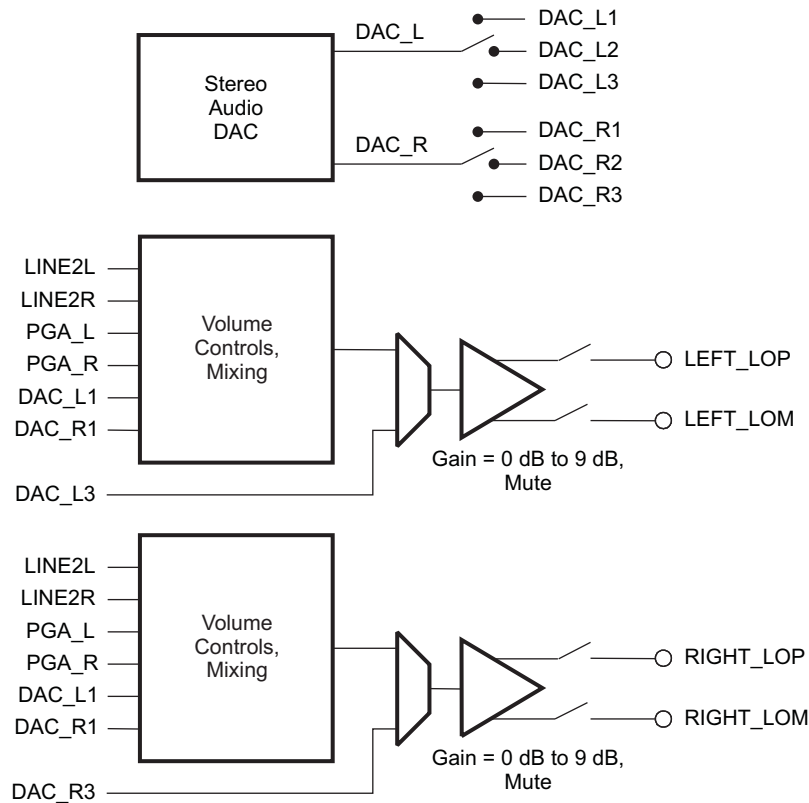 Stereo
Audio
DAC
DAC_L
DAC_L1
DAC_L2
DAC_L3
DAC_R
DAC_R1
DAC_R2
DAC_R3
LINE2L
LINE2R
PGA_L
PGA_R
DAC_L1
DAC_R1
DAC_L3
Volume
Controls,
Mixing
Gain = 0 dB to 9 dB,
Mute
LEFT_LOP
LEFT_LOM
LINE2L
LINE2R
PGA_L
PGA_R
DAC_L1
DAC_R1
DAC_R3
Volume
Controls,
Mixing
Gain = 0 dB to 9 dB,
Mute
RIGHT_LOP
RIGHT_LOM